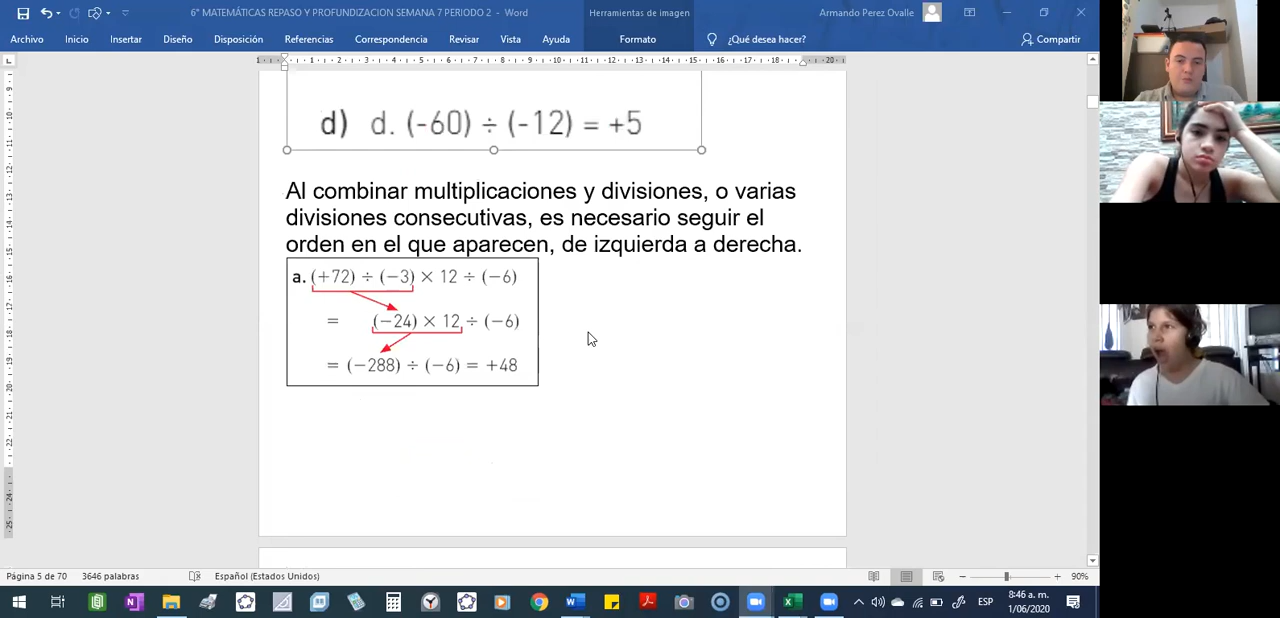 6° MATEMÁTICAS REPASO Y PROFUNDIZACION SEMANA 7 PERIODO 2 - Word
Herramientas de imagen
Armando Perez Ovalle
Archivo Inicio Insertar Diseño Disposición Referencias Correspondencia Revisar Vista Ayuda Formato ¿Qué desea hacer? Compartir
d) d. (-60) ÷ (-12) = +5
Al combinar multiplicaciones y divisiones, o varias
divisiones consecutivas, es necesario seguir el
orden en el que aparecen, de izquierda a derecha.
a. (+72) ÷ (−3) × 12 ÷ (−6)
= (−24) × 12 ÷ (−6)
= (−288) ÷ (−6) = +48
Página 5 de 70 3646 palabras Español (Estados Unidos) 90%
ESP
8:46 a. m.
1/06/2020